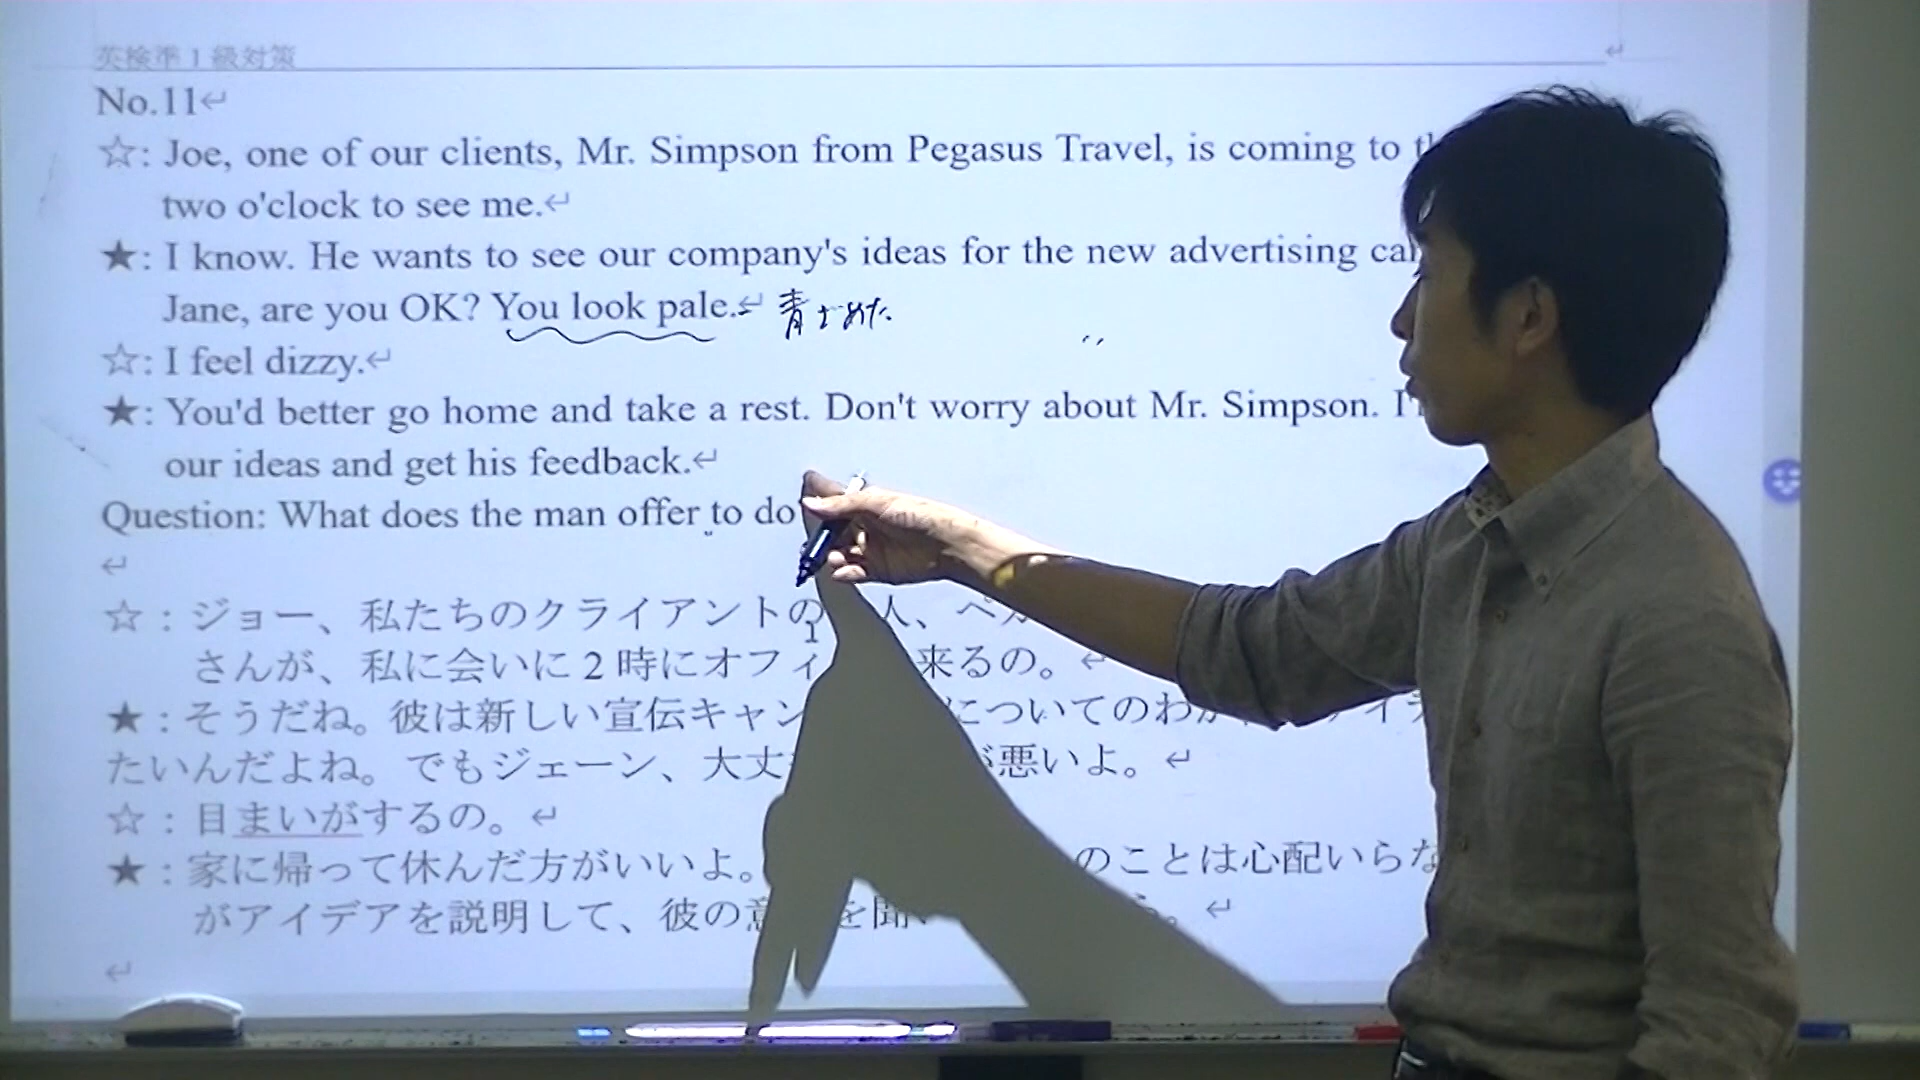 英検準1級対策
No.11
☆: Joe, one of our clients, Mr. Simpson from Pegasus Travel, is coming to
two o'clock to see me.
★: I know. He wants to see our company's ideas for the new advertising
Jane, are you OK? You look pale. 青ざめた
☆: I feel dizzy.
★: You'd better go home and take a rest. Don't worry about Mr. Simpson.
our ideas and get his feedback.
Question: What does the man offer to do
☆：ジョー、私たちのクライアントの 人、ペガ
さんが、私に会いに2時にオフィ 来るの。
★：そうだね。彼は新しい宣伝キャン についてのわが
たいんだよね。でもジェーン、大丈 が悪いよ。
☆：目まいがするの。
★：家に帰って休んだ方がいいよ。 のことは心配いらな
がアイデアを説明して、彼の意 を聞い